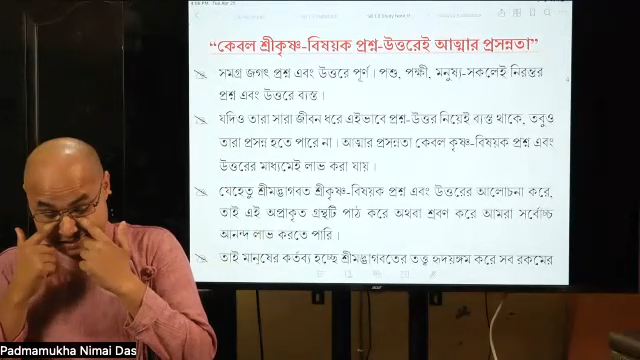 “কেবল শ্রীকৃষ্ণ-বিষয়ক প্রশ্ন-উত্তরেই আত্মার প্রসন্নতা”
সমগ্র জগৎ প্রশ্ন এবং উত্তরে পূর্ণ। পশু, পক্ষী, মনুষ্য-সকলেই নিরন্তর
প্রশ্ন এবং উত্তরে ব্যস্ত।
যদিও তারা সারা জীবন ধরে এইভাবে প্রশ্ন-উত্তর নিয়েই ব্যস্ত থাকে, তবুও
তারা প্রসন্ন হতে পারে না। আত্মার প্রসন্নতা কেবল কৃষ্ণ-বিষয়ক প্রশ্ন এবং
উত্তরের মাধ্যমেই লাভ করা যায়।
যেহেতু শ্রীমদ্ভাগবত শ্রীকৃষ্ণ-বিষয়ক প্রশ্ন এবং উত্তরের আলোচনা করে,
তাই এই অপ্রাকৃত গ্রন্থটি পাঠ করে অথবা শ্রবণ করে আমরা সর্বোচ্চ
আনন্দ লাভ করতে পারি।
তাই মানুষের কর্তব্য হচ্ছে শ্রীমদ্ভাগবতের তত্ত্ব হৃদয়ঙ্গম করে সব রকমের
Padmamukha Nimai Das